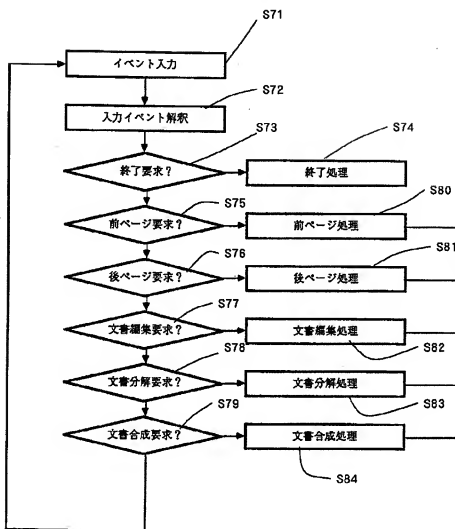 S71
イベント入力
S72
入力イベント解釈
S73
S74
終了要求？
終了処理
S75
S80
前ページ要求？
前ページ処理
S76
S81
後ページ要求？
後ページ処理
S77
文書編集要求？
文書編集処理
S78
S82
文書分解要求？
文書分解処理
S79
S83
文書合成要求？
文書合成処理
S84